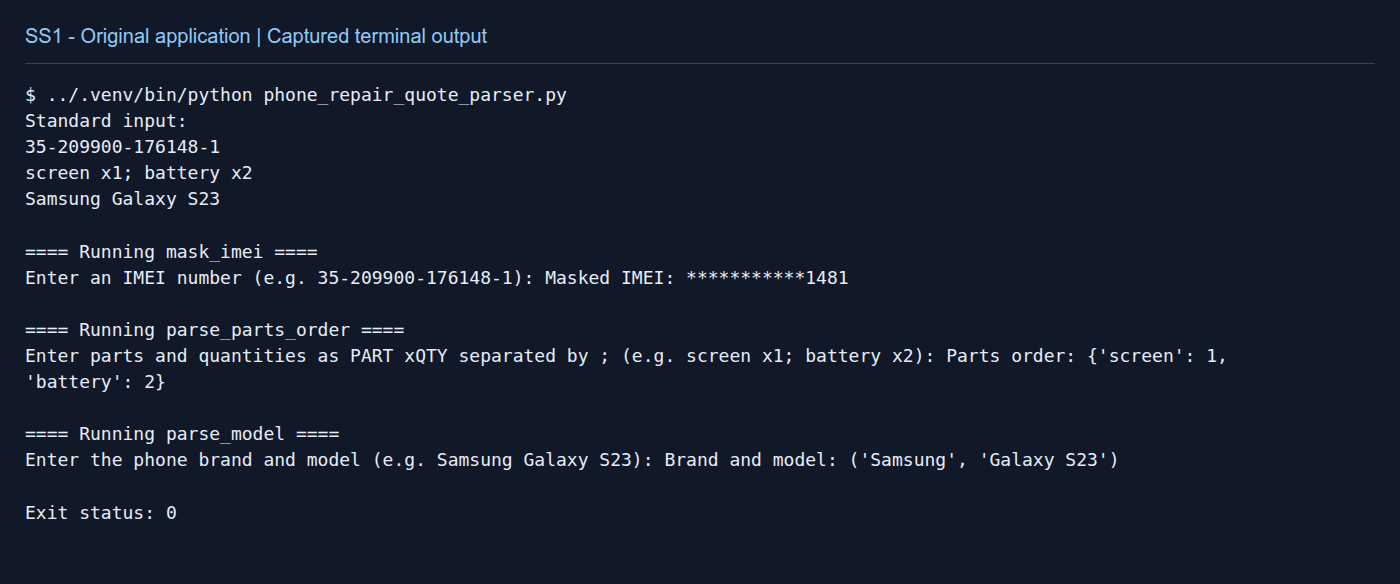 SS1 - Original application | Captured terminal output
$ ../.venv/bin/python phone_repair_quote_parser.py
Standard input:
35-209900-176148-1
screen x1; battery x2
Samsung Galaxy S23
==== Running mask_imei ====
Enter an IMEI number (e.g. 35-209900-176148-1): Masked IMEI: ***********1481
==== Running parse_parts_order ====
Enter parts and quantities as PART xQTY separated by ; (e.g. screen x1; battery x2): Parts order: {'screen': 1,
'battery': 2}
==== Running parse_model ====
Enter the phone brand and model (e.g. Samsung Galaxy S23): Brand and model: ('Samsung', 'Galaxy S23')
Exit status: 0